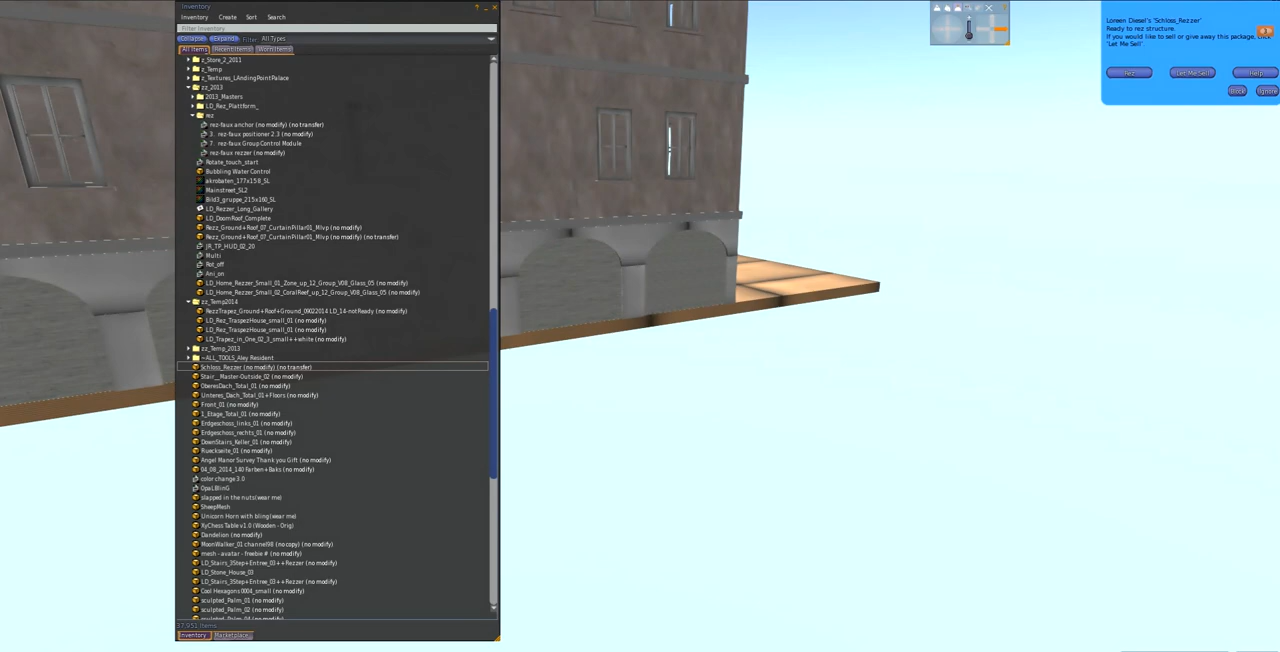 Inventory
Inventory Create Sort Search
Filter Inventory
Collapse Expand Filter: All Types
All Items Recent Items Worn Items
z_Store_2_2011
z_Temp
z_Textures_LAndingPointPalace
zz_2013
2013_Masters
LD_Rez_Plattform_
rez
rez-faux anchor (no modify) (no transfer)
3. rez-faux positioner 2.3 (no modify)
7. rez-faux Group Control Module
rez-faux rezzer (no modify)
Rotate_touch_start
Bubbling Water Control
akrobaten_177x158_SL
Mainstreet_SL2
Bild3_gruppe_215x160_SL
LD_Rezzer_Long_Gallery
LD_DoomRoof_Complete
Rezz_Ground+Roof_07_CurtainPillar01_Mlvp (no modify)
Rezz_Ground+Roof_07_CurtainPillar01_Mlvp (no modify) (no transfer)
JR_TP_HUD_02_20
Multi
Rot_off
Ani_on
LD_Home_Rezzer_Small_01_Zone_up_12_Group_V08_Glass_05 (no modify)
LD_Home_Rezzer_Small_02_CoralReef_up_12_Group_V08_Glass_05 (no modify)
zz_Temp2014
RezzTrapez_Ground+Roof+Ground_09022014 LD_14-notReady (no modify)
LD_Rez_TraspezHouse_small_01 (no modify)
LD_Rez_TraspezHouse_small_01 (no modify)
LD_Trapez_in_One_02_3_small++white (no modify)
zz_Temp_2013
~ALL_TOOLS_Aley Resident
Schloss_Rezzer (no modify) (no transfer)
Stair__Master-Outside_02 (no modify)
OberesDach_Total_01 (no modify)
Unteres_Dach_Total_01+Floors (no modify)
Front_01 (no modify)
1_Etage_Total_01 (no modify)
Erdgeschoss_links_01 (no modify)
Erdgeschoss_rechts_01 (no modify)
DownStairs_Keller_01 (no modify)
Rueckseite_01 (no modify)
Angel Manor Survey Thank you Gift (no modify)
04_08_2014_140 Farben+Baks (no modify)
color change 3.0
OpaLBlinG
slapped in the nuts(wear me)
SheepMesh
Unicorn Horn with bling(wear me)
XyChess Table v1.0 (Wooden - Orig)
Dandelion (no modify)
MoonWalker_01 channel98 (no copy) (no modify)
mesh - avatar - freebie # (no modify)
LD_Stairs_3Step+Entree_03++Rezzer (no modify)
LD_Stone_House_03
LD_Stairs_3Step+Entree_03++Rezzer (no modify)
Cool Hexagons 0004_small (no modify)
sculpted_Palm_01 (no modify)
sculpted_Palm_02 (no modify)
37,951 Items
Inventory Marketplace
Loreen Diesel's 'Schloss_Rezzer'
Ready to rez structure.
If you would like to sell or give away this package,
'Let Me Sell'
Rez Let Me Sell Help
Block Ignore